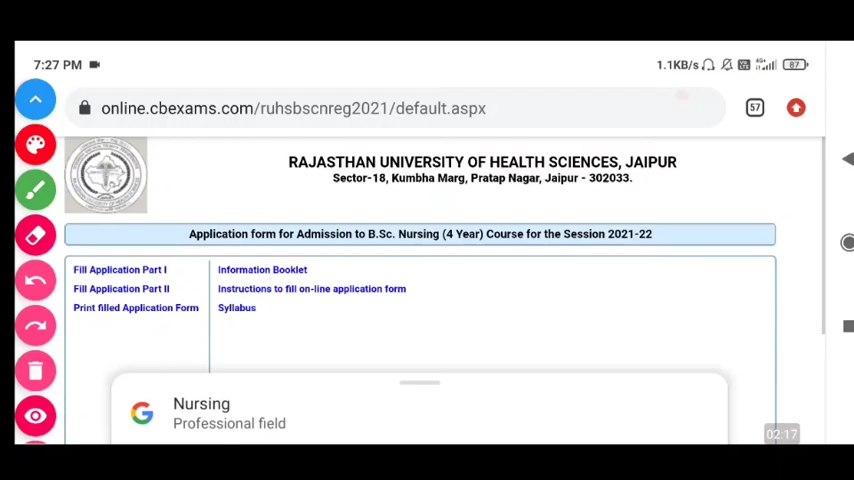 7:27 PM
1.1KB/s
4G+
87
online.cbexams.com/ruhsbscnreg2021/default.aspx
57
RAJASTHAN UNIVERSITY OF HEALTH SCIENCES, JAIPUR
Sector-18, Kumbha Marg, Pratap Nagar, Jaipur - 302033.
Application form for Admission to B.Sc. Nursing (4 Year) Course for the Session 2021-22
Fill Application Part I
Information Booklet
Fill Application Part II
Instructions to fill on-line application form
Print filled Application Form
Syllabus
Nursing
Professional field
02:17